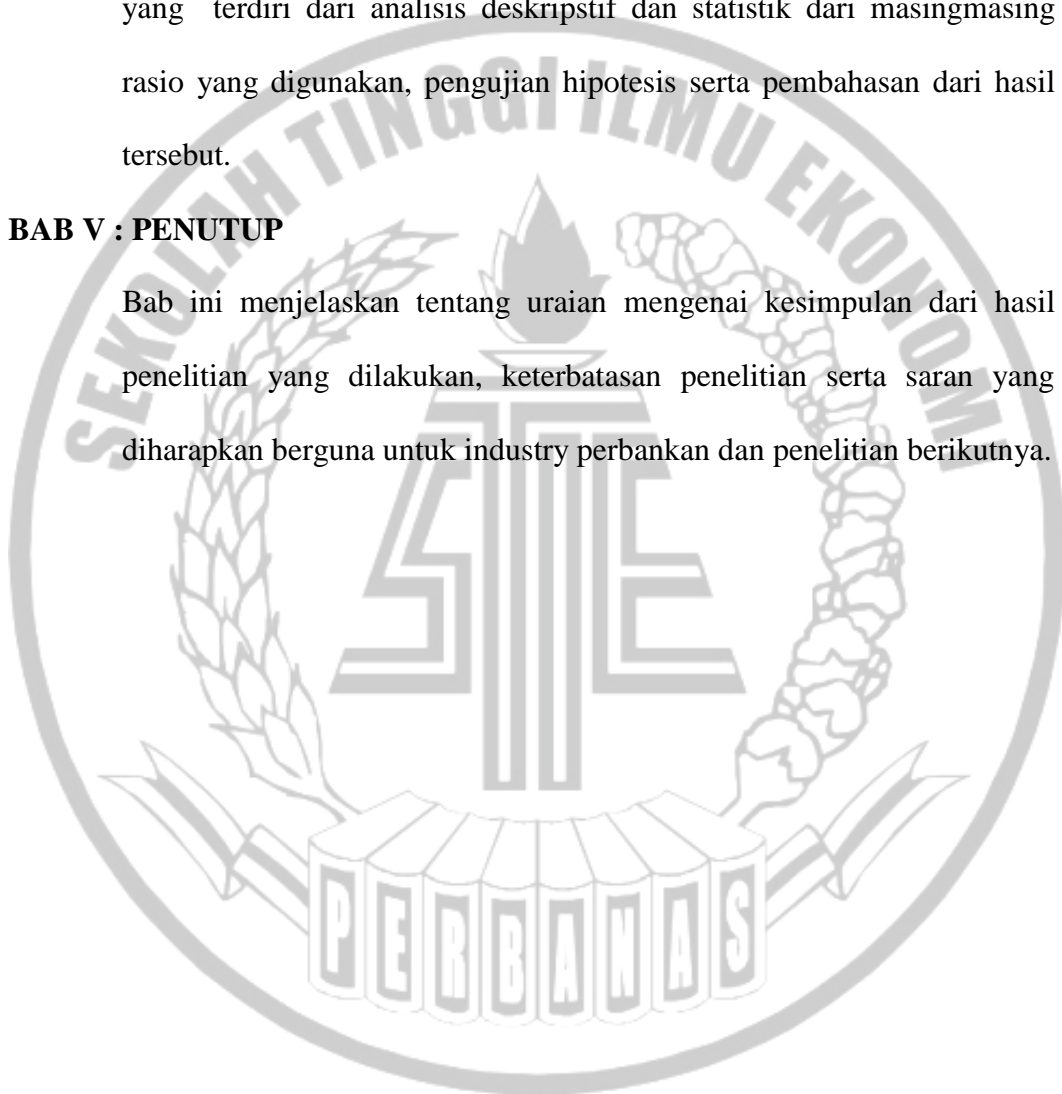 yang terdiri dari analisis deskripstif dan statistik dari masingmasing
rasio yang digunakan, pengujian hipotesis serta pembahasan dari hasil
tersebut.
BAB V : PENUTUP
Bab ini menjelaskan tentang uraian mengenai kesimpulan dari hasil
penelitian yang dilakukan, keterbatasan penelitian serta saran yang
diharapkan berguna untuk industry perbankan dan penelitian berikutnya.
SEKOLAH TINGGI ILMU EKONOMI
STIE
PERBANAS